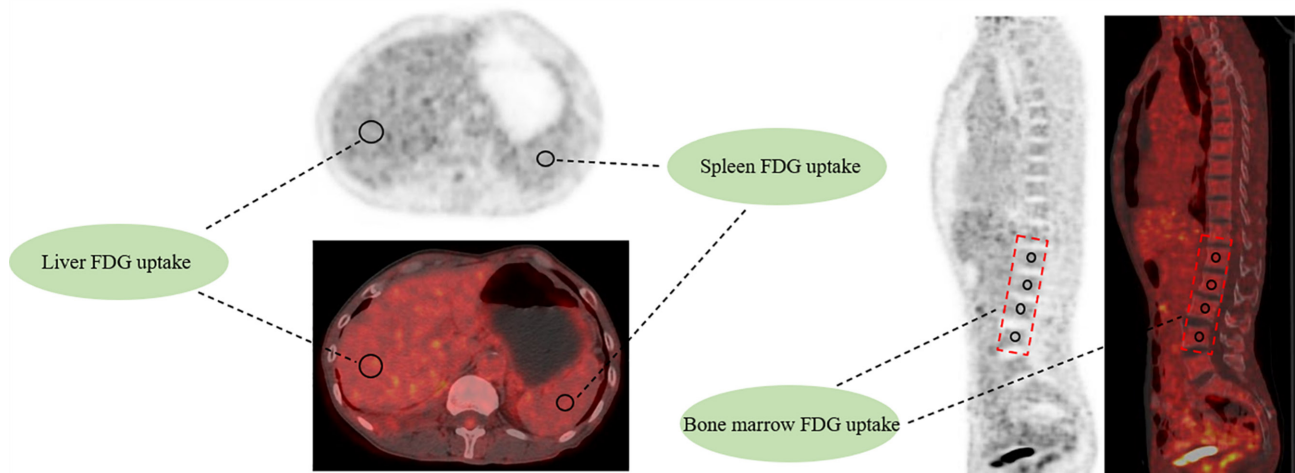 Spleen FDG uptake
Liver FDG uptake
Bone marrow FDG uptake